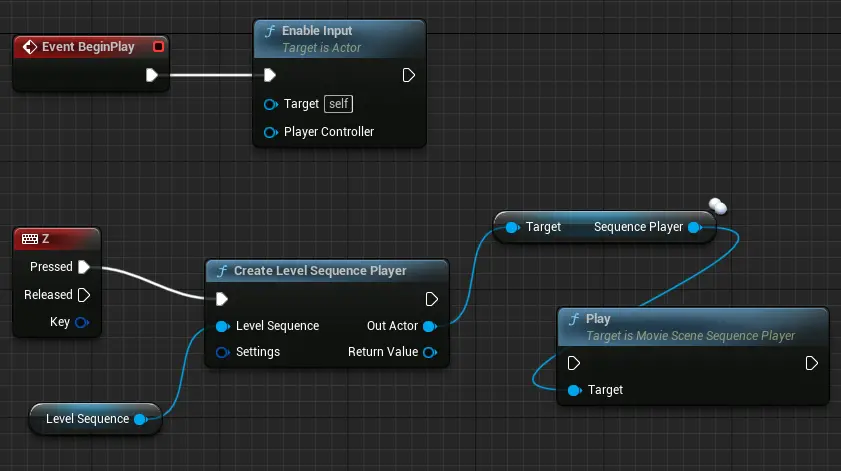 Event BeginPlay
Enable Input
Target is Actor
Target self
Player Controller
Z
Pressed
Released
Key
Create Level Sequence Player
Level Sequence Out Actor
Settings Return Value
Level Sequence
Target Sequence Player
Play
Target is Movie Scene Sequence Player
Target